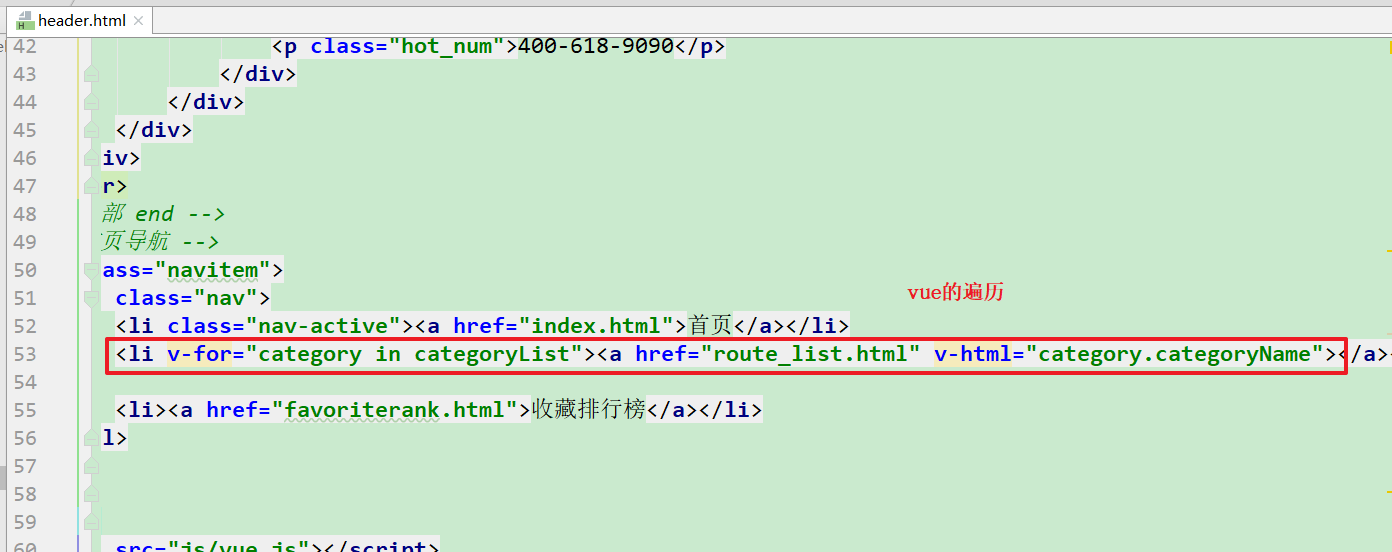 header.html
42 <p class="hot_num">400-618-9090</p>
43 </div>
44 </div>
45 </div>
46 iv>
47 r>
48 部 end -->
49 页导航 -->
50 ass="navitem">
vue的遍历
51 class="nav">
52 <li class="nav-active"><a href="index.html">首页</a></li>
53 <li v-for="category in categoryList"><a href="route_list.html" v-html="category.categoryName"></a>
54
55 <li><a href="favoriterank.html">收藏排行榜</a></li>
56 l>
57
58
59
60 src="js/vue.js"></script>